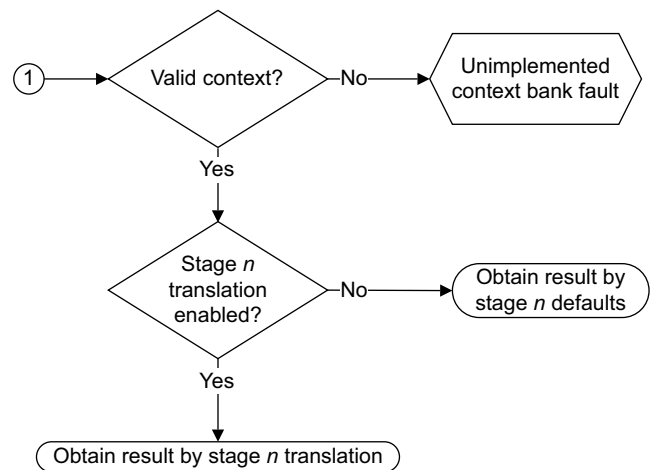 1
Valid context?
No
Unimplemented
context bank fault
Yes
Stage n
translation
enabled?
No
Obtain result by
stage n defaults
Yes
Obtain result by stage n translation